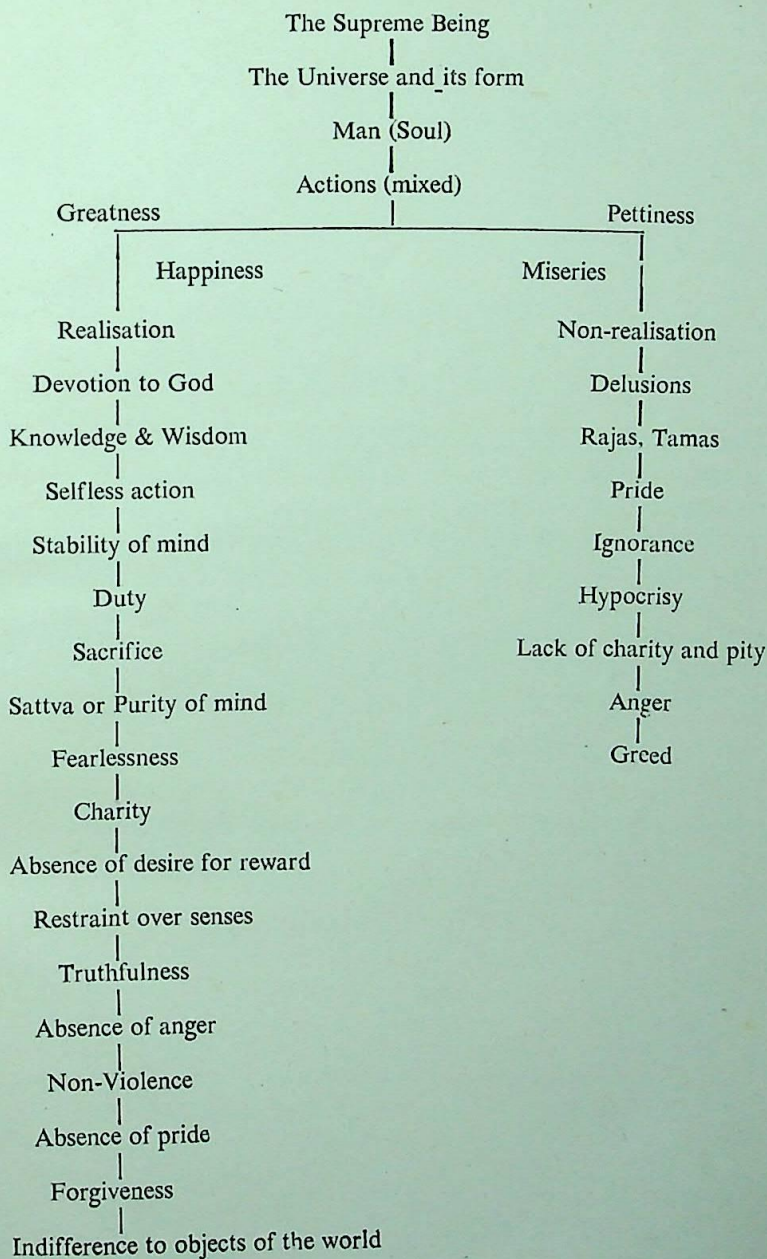 The Supreme Being
The Universe and its form
Man (Soul)
Actions (mixed)
Greatness
Pettiness
Happiness
Miseries
Realisation
Non-realisation
Devotion to God
Delusions
Knowledge & Wisdom
Rajas, Tamas
Selfless action
Pride
Stability of mind
Ignorance
Duty
Hypocrisy
Sacrifice
Lack of charity and pity
Sattva or Purity of mind
Anger
Fearlessness
Greed
Charity
Absence of desire for reward
Restraint over senses
Truthfulness
Absence of anger
Non-Violence
Absence of pride
Forgiveness
Indifference to objects of the world